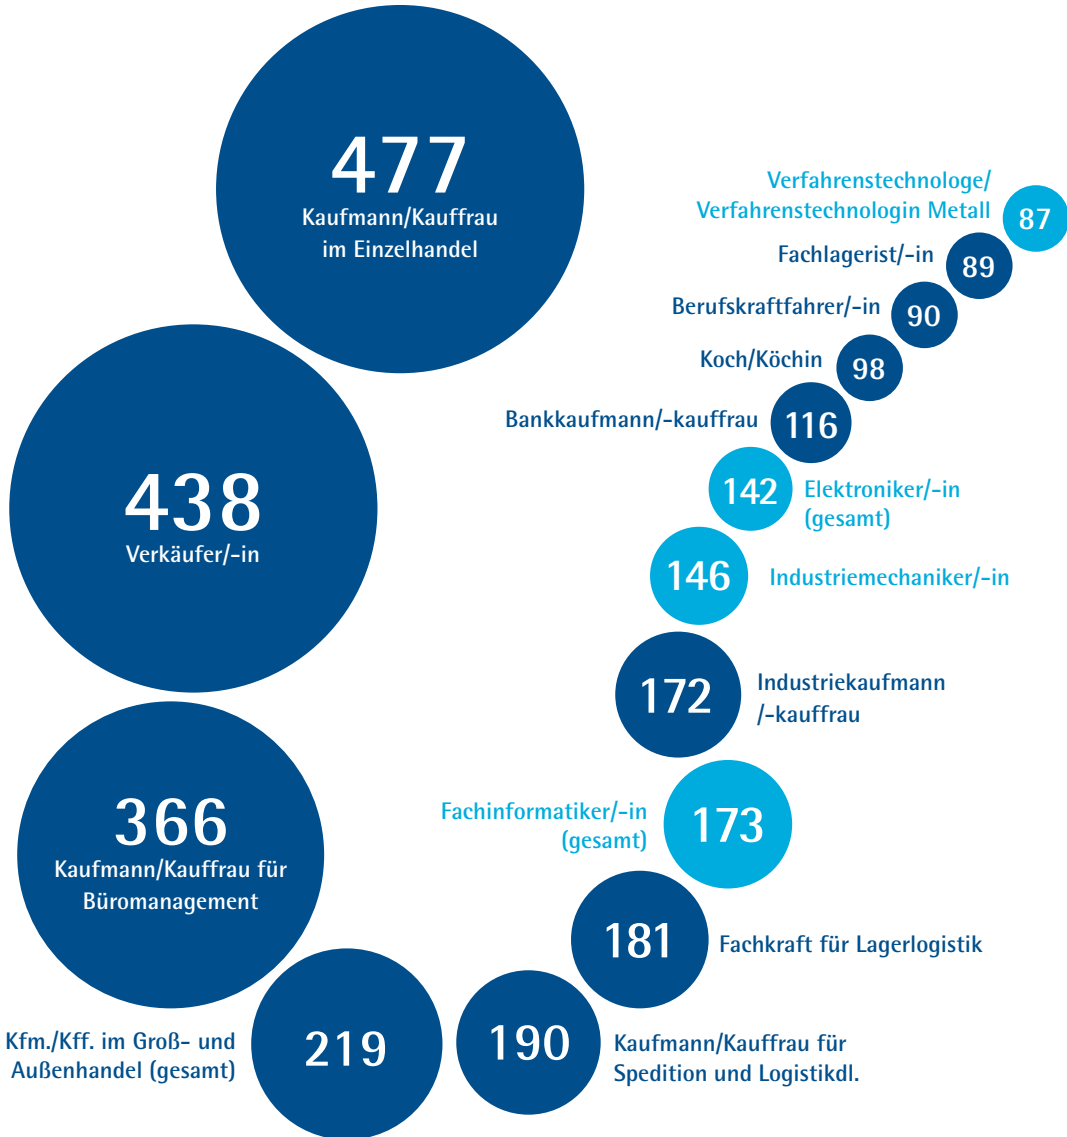 477
Kaufmann/Kauffrau
im Einzelhandel
438
Verkäufer/-in
366
Kaufmann/Kauffrau für
Büromanagement
Kfm./Kff. im Groß- und
Außenhandel (gesamt)
219
190
Kaufmann/Kauffrau für
Spedition und Logistikdl.
181
Fachkraft für Lagerlogistik
Fachinformatiker/-in
(gesamt)
173
172
Industriekaufmann
/-kauffrau
146
Industriemechaniker/-in
142
Elektroniker/-in
(gesamt)
Bankkaufmann/-kauffrau
116
Koch/Köchin
98
Berufskraftfahrer/-in
90
Fachlagerist/-in
89
Verfahrenstechnologe/
Verfahrenstechnologin Metall
87